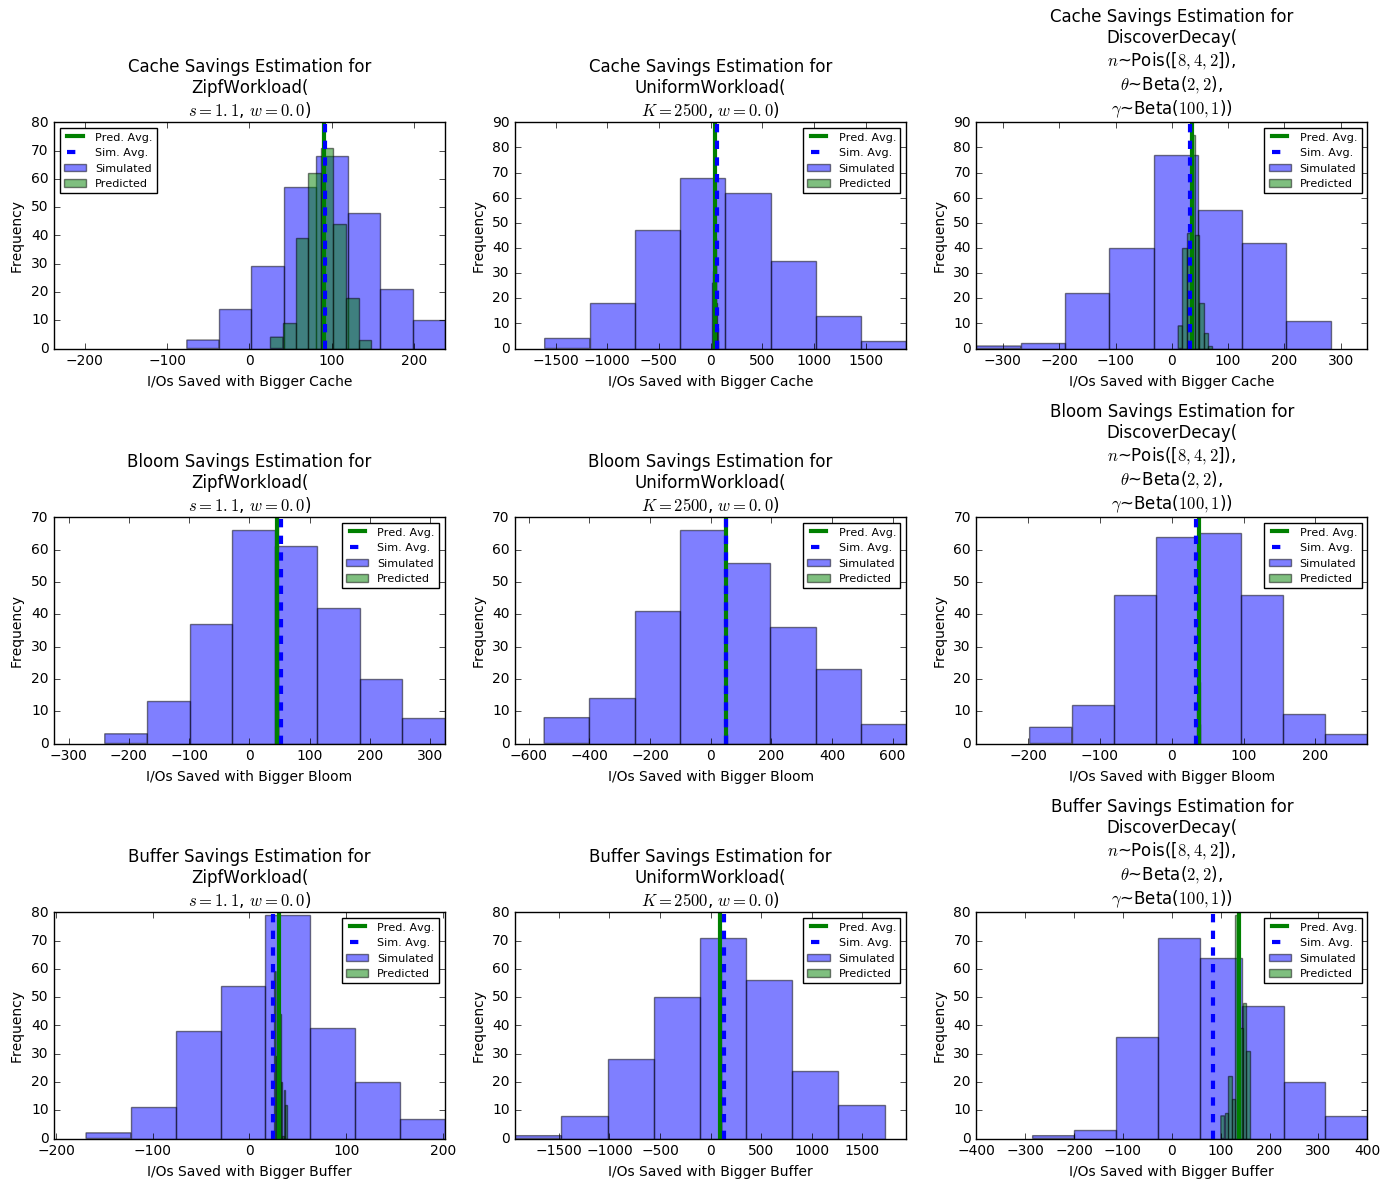 Cache Savings Estimation for
ZipfWorkload(
s = 1.1, w = 0.0)
80
70
60
50
40
30
20
10
0
Frequency
Pred. Avg.
Sim. Avg.
Simulated
Predicted
−200 −100 0 100 200
I/Os Saved with Bigger Cache
Cache Savings Estimation for
UniformWorkload(
K = 2500, w = 0.0)
90
80
70
60
50
40
30
20
10
0
Frequency
Pred. Avg.
Sim. Avg.
Simulated
Predicted
−1500 −1000 −500 0 500 1000 1500
I/Os Saved with Bigger Cache
Cache Savings Estimation for
DiscoverDecay(
n~Pois([8, 4, 2]),
θ~Beta(2, 2),
γ~Beta(100, 1))
90
80
70
60
50
40
30
20
10
0
Frequency
Pred. Avg.
Sim. Avg.
Simulated
Predicted
−300 −200 −100 0 100 200 300
I/Os Saved with Bigger Cache
Bloom Savings Estimation for
ZipfWorkload(
s = 1.1, w = 0.0)
70
60
50
40
30
20
10
0
Frequency
Pred. Avg.
Sim. Avg.
Simulated
Predicted
−300 −200 −100 0 100 200 300
I/Os Saved with Bigger Bloom
Bloom Savings Estimation for
UniformWorkload(
K = 2500, w = 0.0)
70
60
50
40
30
20
10
0
Frequency
Pred. Avg.
Sim. Avg.
Simulated
Predicted
−600 −400 −200 0 200 400 600
I/Os Saved with Bigger Bloom
Bloom Savings Estimation for
DiscoverDecay(
n~Pois([8, 4, 2]),
θ~Beta(2, 2),
γ~Beta(100, 1))
70
60
50
40
30
20
10
0
Frequency
Pred. Avg.
Sim. Avg.
Simulated
Predicted
−200 −100 0 100 200
I/Os Saved with Bigger Bloom
Buffer Savings Estimation for
ZipfWorkload(
s = 1.1, w = 0.0)
80
70
60
50
40
30
20
10
0
Frequency
Pred. Avg.
Sim. Avg.
Simulated
Predicted
−200 −100 0 100 200
I/Os Saved with Bigger Buffer
Buffer Savings Estimation for
UniformWorkload(
K = 2500, w = 0.0)
80
70
60
50
40
30
20
10
0
Frequency
Pred. Avg.
Sim. Avg.
Simulated
Predicted
−1500 −1000 −500 0 500 1000 1500
I/Os Saved with Bigger Buffer
Buffer Savings Estimation for
DiscoverDecay(
n~Pois([8, 4, 2]),
θ~Beta(2, 2),
γ~Beta(100, 1))
80
70
60
50
40
30
20
10
0
Frequency
Pred. Avg.
Sim. Avg.
Simulated
Predicted
−400 −300 −200 −100 0 100 200 300 400
I/Os Saved with Bigger Buffer